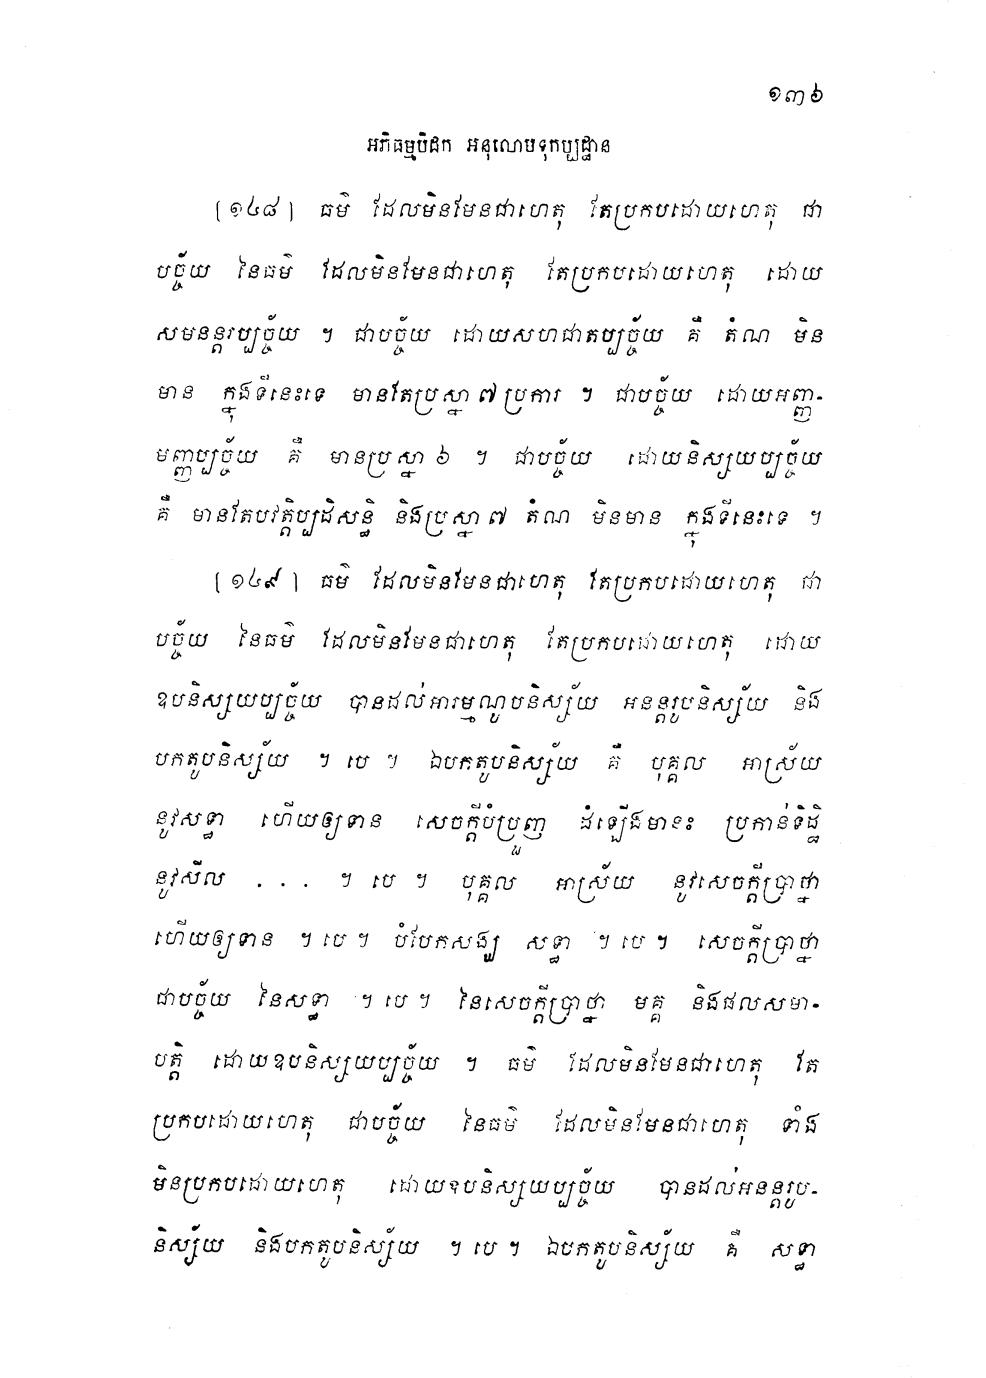 ១៣៦
អភិធម្មបិដក អនុលោមទុកប្បដ្ឋាន
[១៤៨] ធម៌ ដែលមិនមែនជាហេតុ តែប្រកបដោយហេតុ ជា
បច្ច័យ នៃធម៌ ដែលមិនមែនជាហេតុ តែប្រកបដោយហេតុ ដោយ
សមនន្តរប្បច្ច័យ ។ ជាបច្ច័យ ដោយសហជាតប្បច្ច័យ គឺ តំណ មិន
មាន ក្នុងទីនេះទេ មានតែប្រស្នា ៧ ប្រការ ។ ជាបច្ច័យ ដោយអញ្ញ-
មញ្ញប្បច្ច័យ គឺ មានប្រស្នា ៦ ។ ជាបច្ច័យ ដោយនិស្សយប្បច្ច័យ
គឺ មានតែបវត្តិប្បដិសន្ធិ និងប្រស្នា ៧ តំណ មិនមាន ក្នុងទីនេះទេ ។
[១៤៩] ធម៌ ដែលមិនមែនជាហេតុ តែប្រកបដោយហេតុ ជា
បច្ច័យ នៃធម៌ ដែលមិនមែនជាហេតុ តែប្រកបដោយហេតុ ដោយ
ឧបនិស្សយប្បច្ច័យ បានដល់អារម្មណូបនិស្ស័យ អនន្តរូបនិស្ស័យ និង
បកតូបនិស្ស័យ ។ បេ ។ ឯបកតូបនិស្ស័យ គឺ បុគ្គល អាស្រ័យ
នូវសទ្ធា ហើយឲ្យទាន សេចក្តីបំប្រួញ ដំឡើងមានះ ប្រកាន់ទិដ្ឋិ
នូវសីល . . . ។ បេ ។ បុគ្គល អាស្រ័យ នូវសេចក្តីប្រាថ្នា
ហើយឲ្យទាន ។ បេ ។ បំបែកសង្ឃ សទ្ធា ។ បេ ។ សេចក្តីប្រាថ្នា
ជាបច្ច័យ នៃសទ្ធា ។ បេ ។ នៃសេចក្តីប្រាថ្នា មគ្គ និងផលសមា-
បត្តិ ដោយឧបនិស្សយប្បច្ច័យ ។ ធម៌ ដែលមិនមែនជាហេតុ តែ
ប្រកបដោយហេតុ ជាបច្ច័យ នៃធម៌ ដែលមិនមែនជាហេតុ ទាំង
មិនប្រកបដោយហេតុ ដោយឧបនិស្សយប្បច្ច័យ បានដល់អនន្តរូប-
និស្ស័យ និងបកតូបនិស្ស័យ ។ បេ ។ ឯបកតូបនិស្ស័យ គឺ សទ្ធា